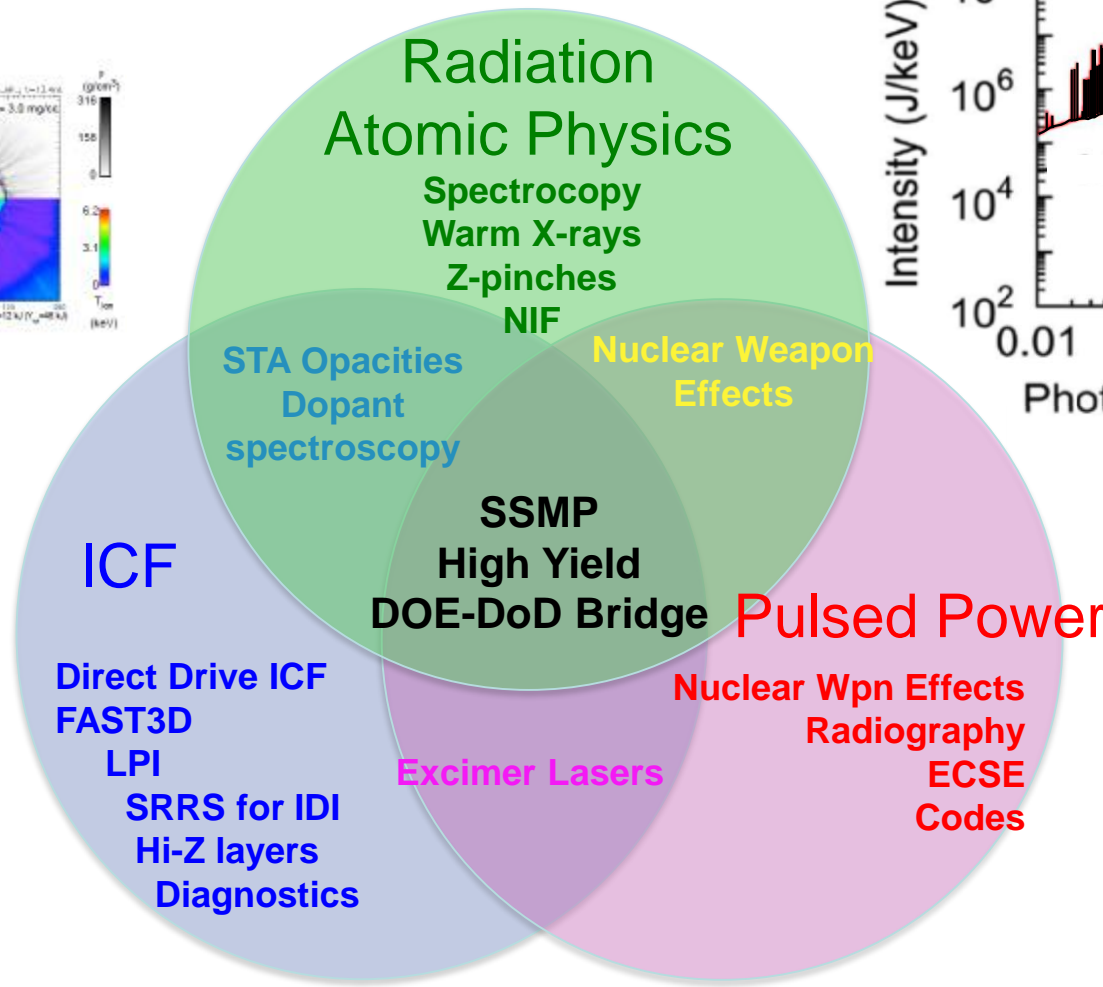 Radiation
Atomic Physics
Spectrocopy
Warm X-rays
Z-pinches
NIF
STA Opacities
Dopant
spectroscopy
Nuclear Weapon
Effects
SSMP
High Yield
DOE-DoD Bridge
ICF
Direct Drive ICF
FAST3D
LPI
SRRS for IDI
Hi-Z layers
Diagnostics
Excimer Lasers
Pulsed Power
Nuclear Wpn Effects
Radiography
ECSE
Codes
ρ
(g/cm³)
= 3.0 mg/cc
316
158
0
6.2
3.1
0
(keV)
Intensity (J/keV)
10⁶
10⁴
10²
0.01